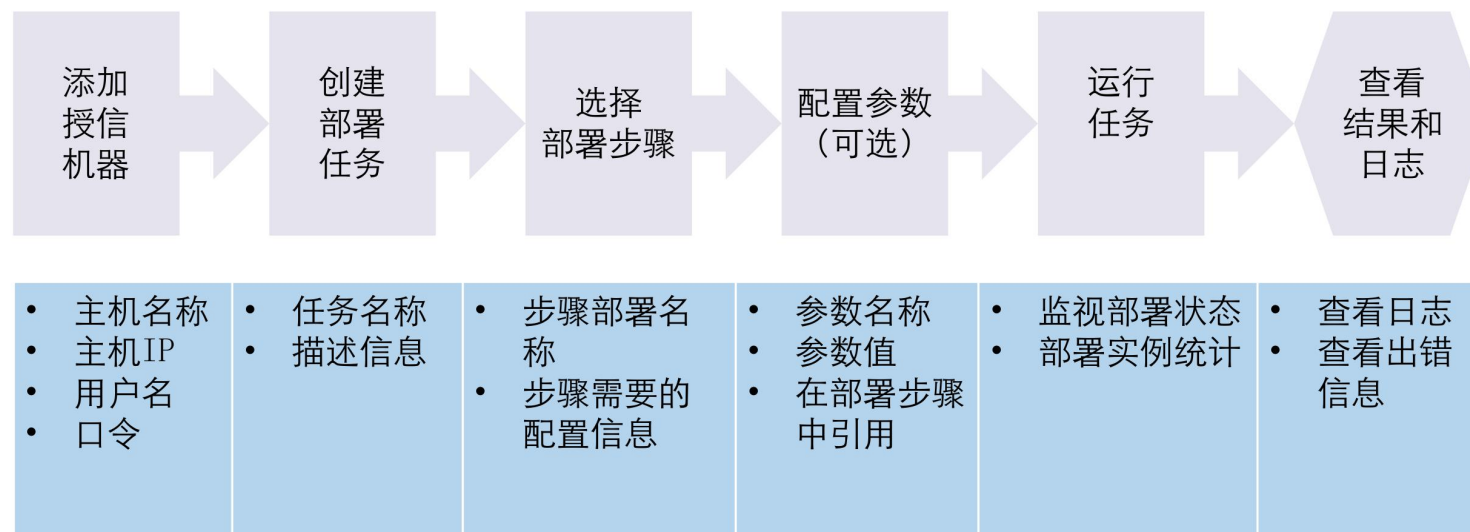 添加
授信
机器
创建
部署
任务
选择
部署步骤
配置参数
（可选）
运行
任务
查看
结果和
日志
• 主机名称
• 主机IP
• 用户名
• 口令
• 任务名称
• 描述信息
• 步骤部署名
称
• 步骤需要的
配置信息
• 参数名称
• 参数值
• 在部署步骤
中引用
• 监视部署状态
• 部署实例统计
• 查看日志
• 查看出错
信息